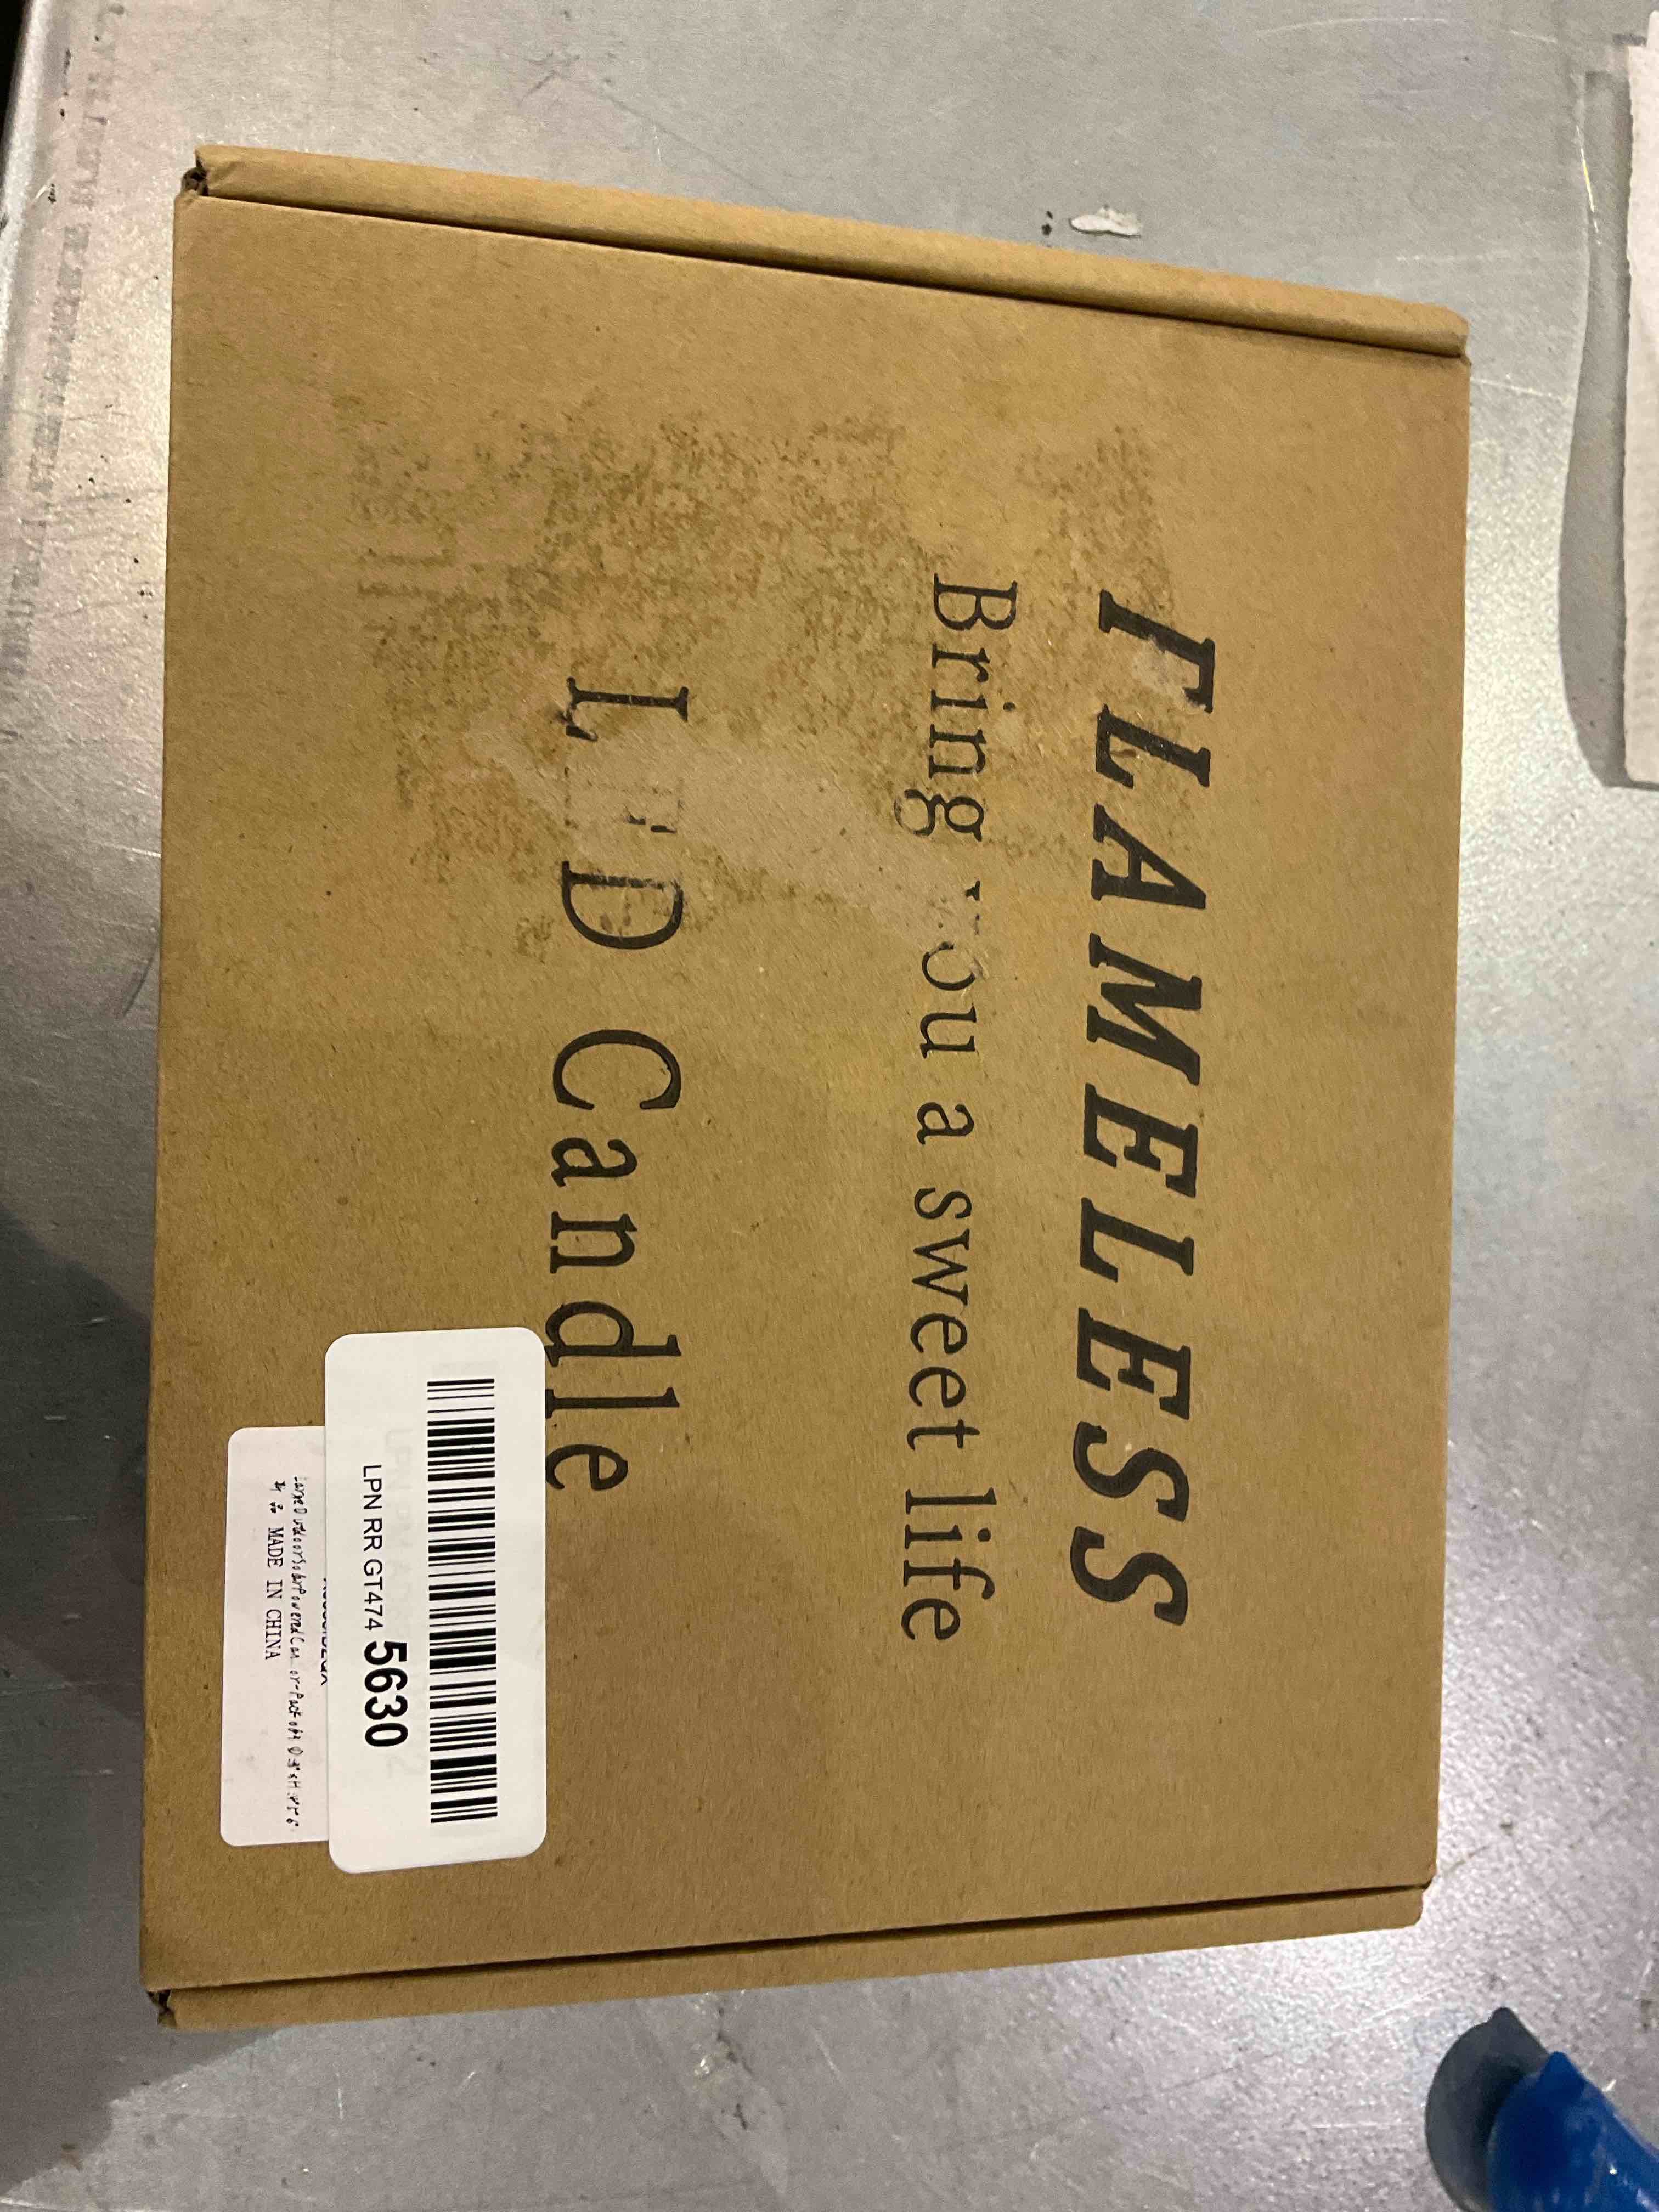 FLAMELESS
Bring You a sweet life
LED Candle
LPN RR GT474 5630
MADE IN CHINA